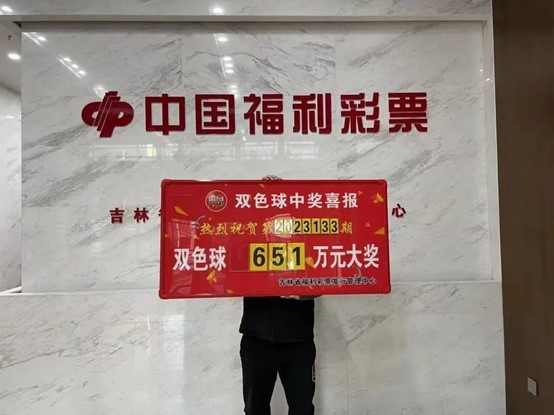 中国福利彩票
吉林
心
双色球中奖喜报
热烈祝贺第2023133期
双色球 651 万元大奖
吉林省福利彩票发行管理中心